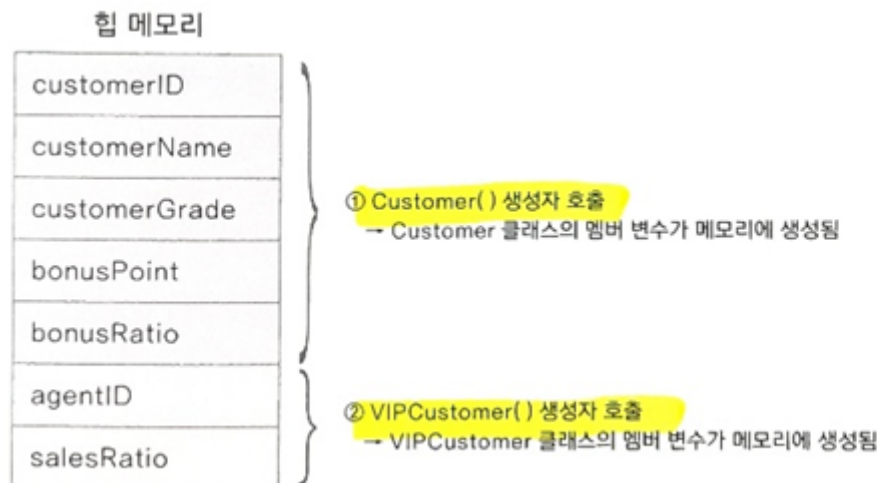 힙 메모리
customerID
customerName
customerGrade
bonusPoint
bonusRatio
agentID
salesRatio
① Customer( ) 생성자 호출
→ Customer 클래스의 멤버 변수가 메모리에 생성됨
② VIPCustomer( ) 생성자 호출
→ VIPCustomer 클래스의 멤버 변수가 메모리에 생성됨